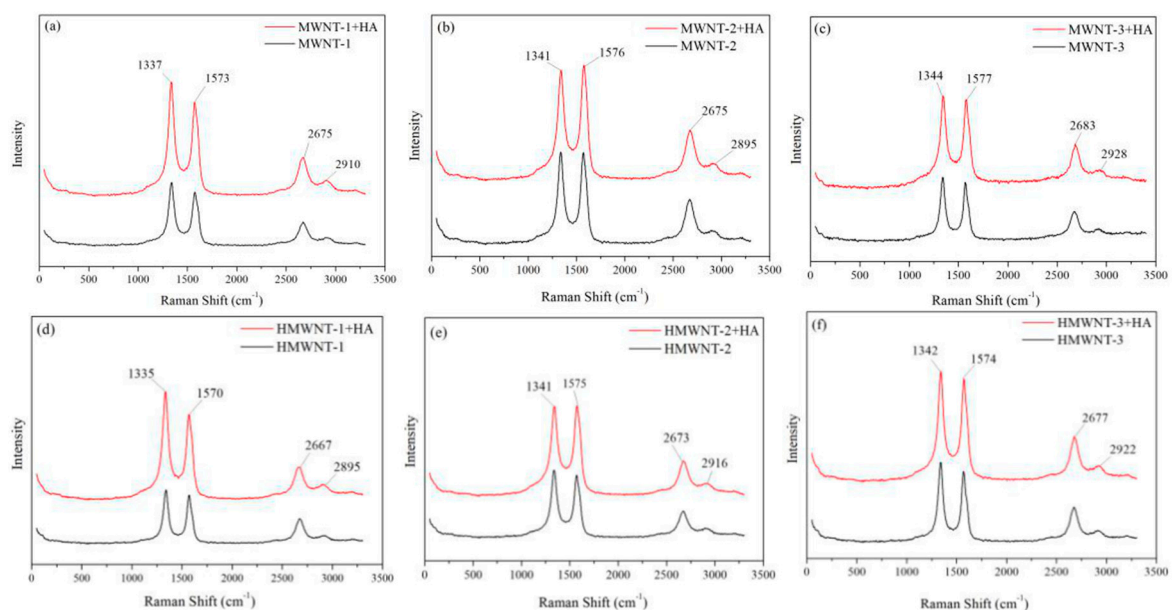 (a)
MWNT-1+HA
MWNT-1
1337
1573
2675
2910
Intensity
0 500 1000 1500 2000 2500 3000 3500
Raman Shift (cm⁻¹)
(b)
MWNT-2+HA
MWNT-2
1341
1576
2675
2895
Intensity
0 500 1000 1500 2000 2500 3000 3500
Raman Shift (cm⁻¹)
(c)
MWNT-3+HA
MWNT-3
1344
1577
2683
2928
Intensity
0 500 1000 1500 2000 2500 3000 3500
Raman Shift (cm⁻¹)
(d)
HMWNT-1+HA
HMWNT-1
1335
1570
2667
2895
Intensity
0 500 1000 1500 2000 2500 3000 3500
Raman Shift (cm⁻¹)
(e)
HMWNT-2+HA
HMWNT-2
1341
1575
2673
2916
Intensity
0 500 1000 1500 2000 2500 3000 3500
Raman Shift (cm⁻¹)
(f)
HMWNT-3+HA
HMWNT-3
1342
1574
2677
2922
Intensity
0 500 1000 1500 2000 2500 3000 3500
Raman Shift (cm⁻¹)